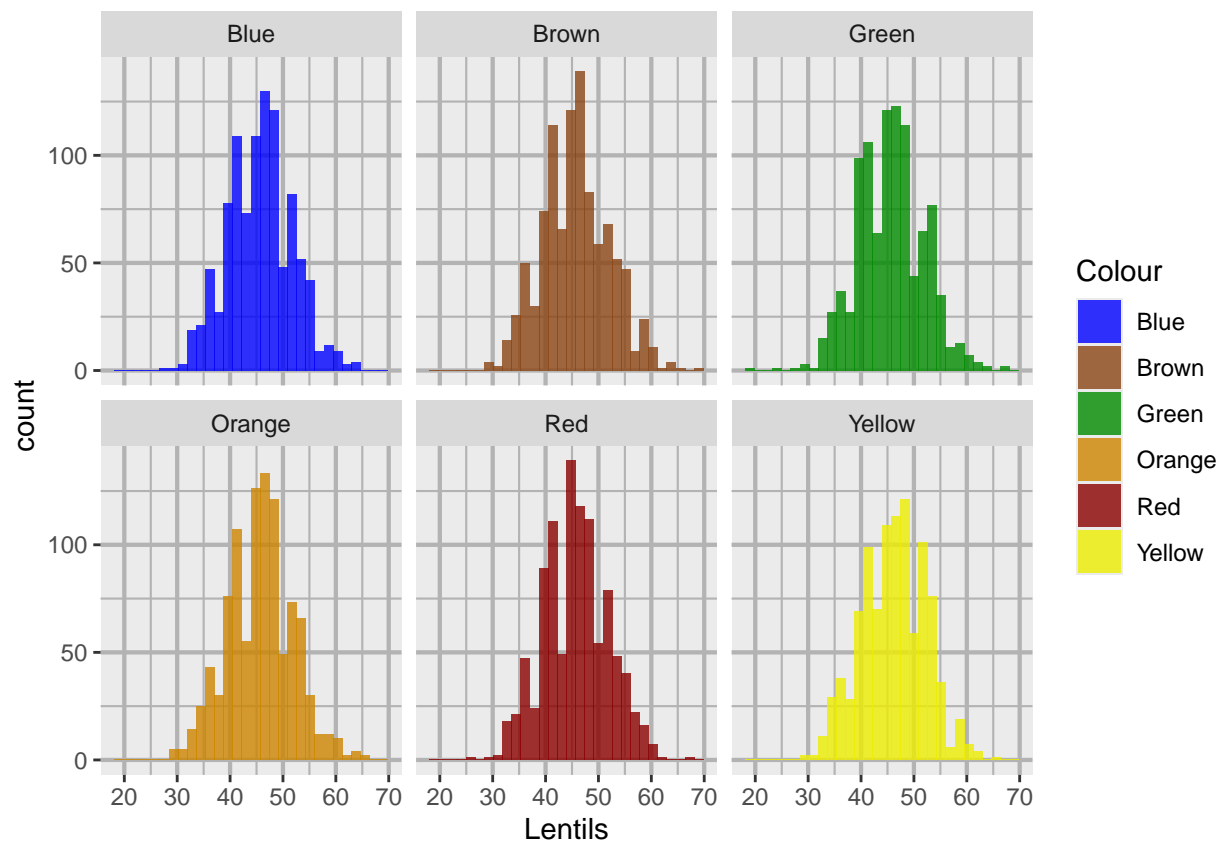 Blue Brown Green
100
50
0
count
Orange Red Yellow
100
50
0
20 30 40 50 60 70 20 30 40 50 60 70 20 30 40 50 60 70
Lentils
Colour
Blue
Brown
Green
Orange
Red
Yellow